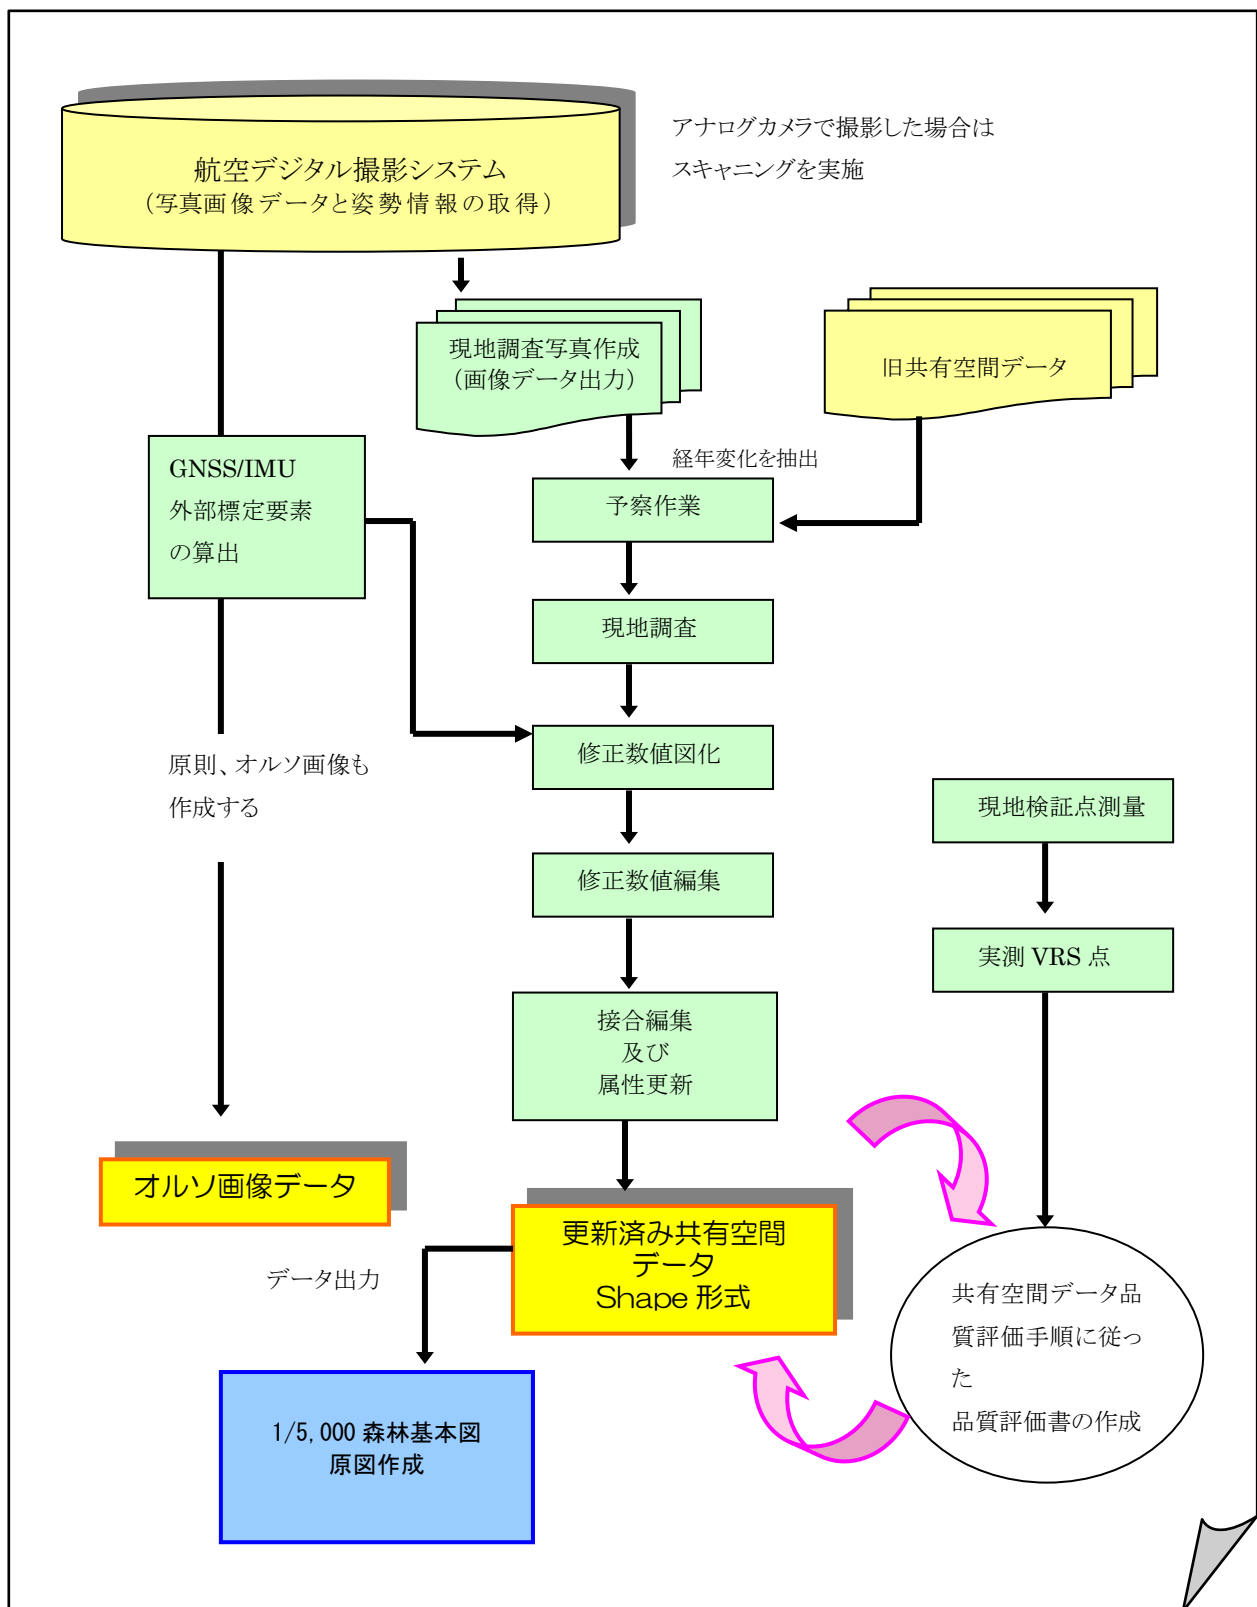 アナログカメラで撮影した場合は
スキャニングを実施
航空デジタル撮影システム
（写真画像データと姿勢情報の取得）
現地調査写真作成
（画像データ出力）
旧共有空間データ
経年変化を抽出
GNSS/IMU
外部標定要素
の算出
予察作業
現地調査
修正数値図化
原則、オルソ画像も
作成する
現地検証点測量
修正数値編集
実測 VRS 点
接合編集
及び
属性更新
オルソ画像データ
更新済み共有空間
データ
Shape 形式
データ出力
共有空間データ品
質評価手順に従っ
た
品質評価書の作成
1/5,000 森林基本図
原図作成